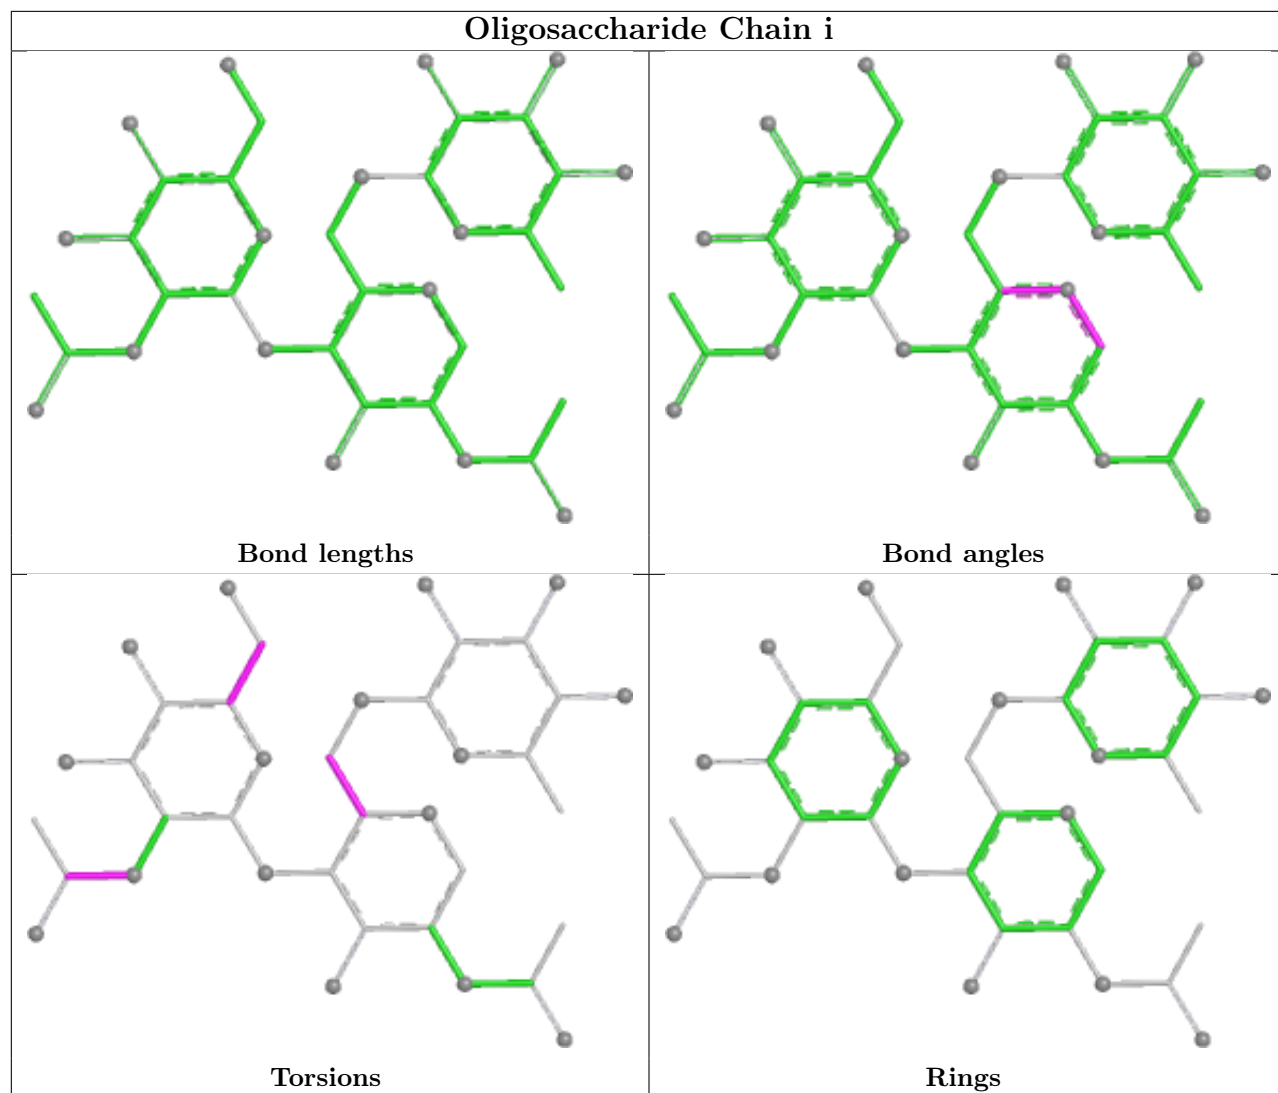 Oligosaccharide Chain i
Bond lengths
Bond angles
Torsions
Rings